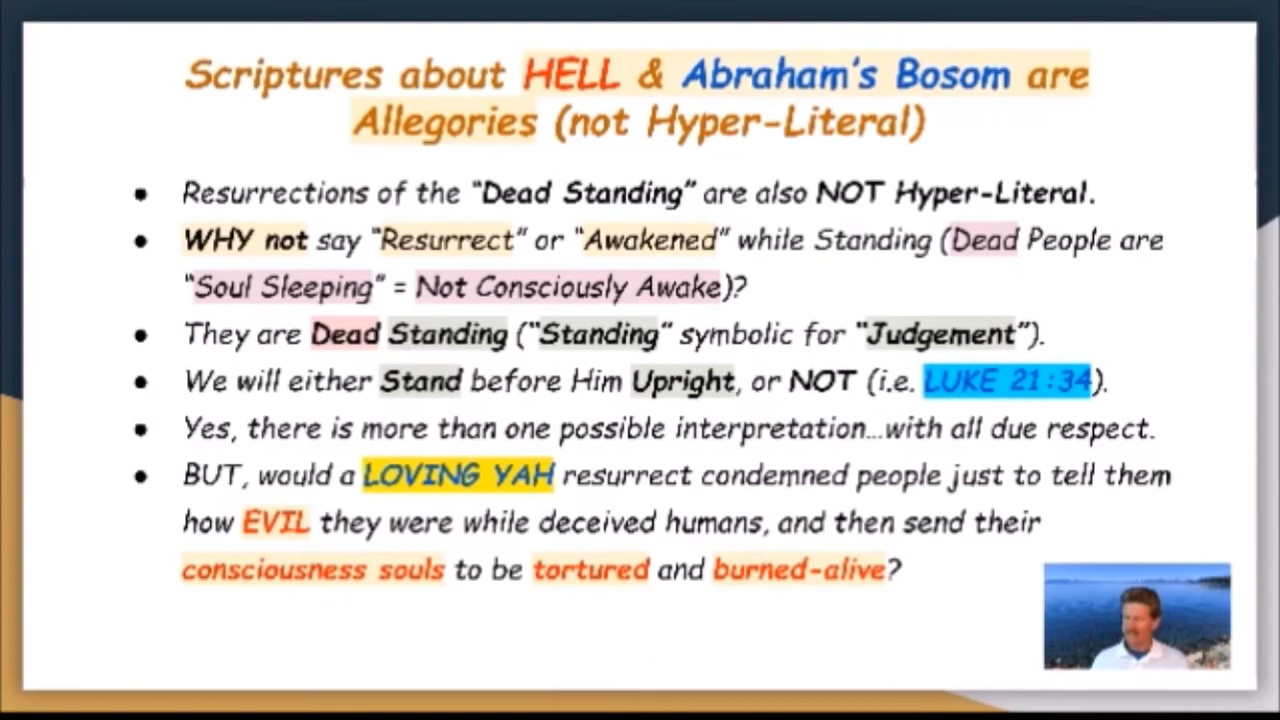 Scriptures about HELL & Abraham's Bosom are
Allegories (not Hyper-Literal)
● Resurrections of the "Dead Standing" are also NOT Hyper-Literal.
● WHY not say "Resurrect" or "Awakened" while Standing (Dead People are
"Soul Sleeping" = Not Consciously Awake)?
● They are Dead Standing ("Standing" symbolic for "Judgement").
● We will either Stand before Him Upright, or NOT (i.e. LUKE 21:34).
● Yes, there is more than one possible interpretation...with all due respect.
● BUT, would a LOVING YAH resurrect condemned people just to tell them
how EVIL they were while deceived humans, and then send their
consciousness souls to be tortured and burned-alive?